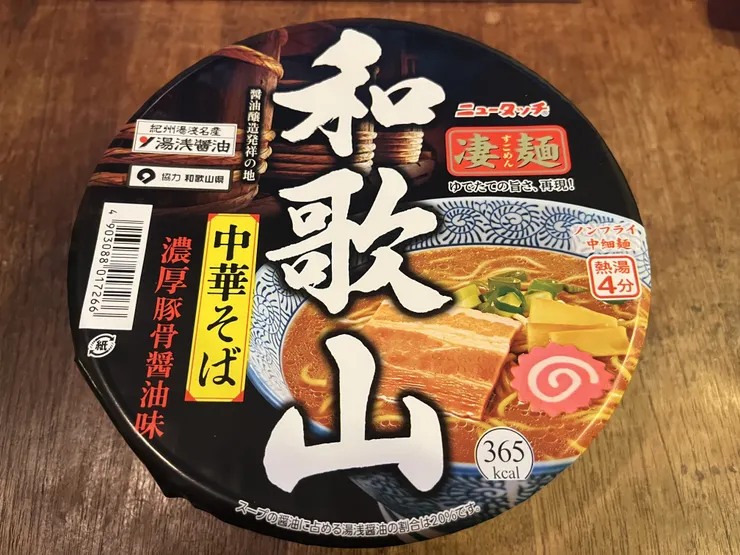 和歌山
醤油醸造発祥の地
紀州湯浅名産
湯浅醤油
協力 和歌山県
中華そば
濃厚豚骨醤油味
4 903088 017266
紙
ニュータッチ
凄麺
すごめん
ゆでたての旨さ、再現!
ノンフライ
中細麺
熱湯
4分
365
kcal
スープの醤油に占める湯浅醤油の割合は20%です。